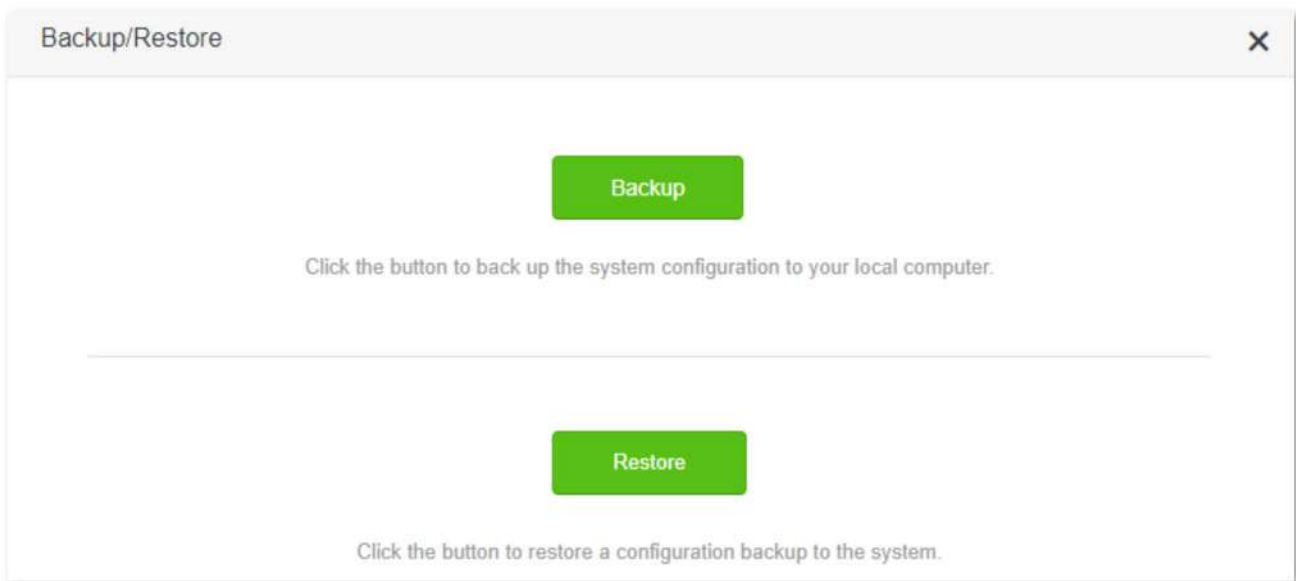 Backup/Restore
Backup
Click the button to back up the system configuration to your local computer.
Restore
Click the button to restore a configuration backup to the system.